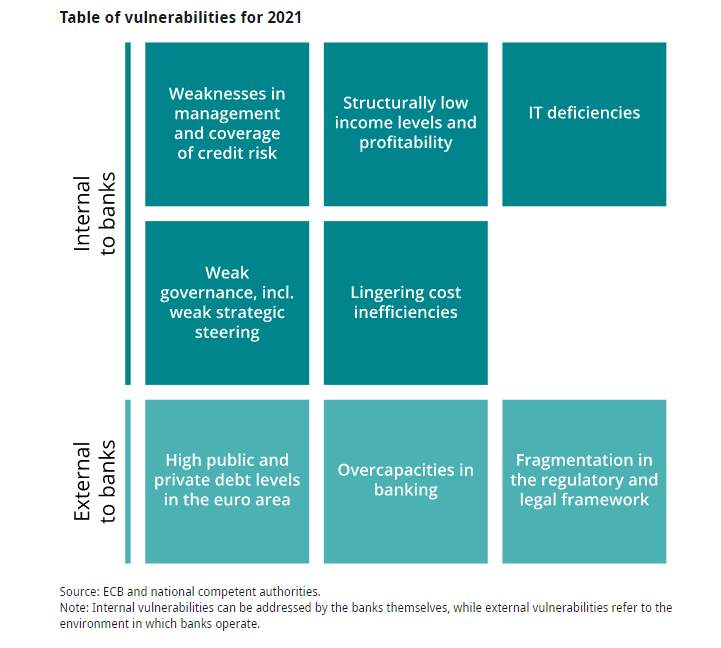 Table of vulnerabilities for 2021
Internal
to banks
Weaknesses in
management
and coverage
of credit risk
Structurally low
income levels and
profitability
IT deficiencies
Weak
governance, incl.
weak strategic
steering
Lingering cost
inefficiencies
External
to banks
High public and
private debt levels
in the euro area
Overcapacities in
banking
Fragmentation in
the regulatory and
legal framework
Source: ECB and national competent authorities.
Note: Internal vulnerabilities can be addressed by the banks themselves, while external vulnerabilities refer to the
environment in which banks operate.